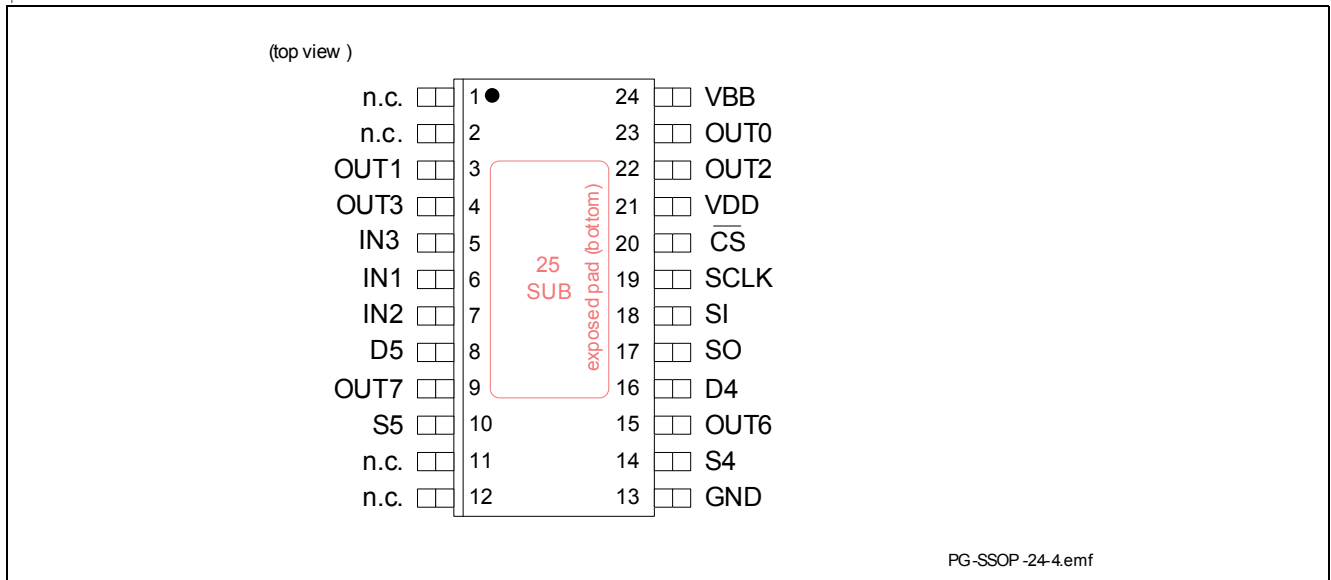 (top view )
n.c. 1 24 VBB
n.c. 2 23 OUT0
OUT1 3 22 OUT2
OUT3 4 21 VDD
IN3 5 20 CS
IN1 6 19 SCLK
IN2 7 18 SI
D5 8 17 SO
OUT7 9 16 D4
S5 10 15 OUT6
n.c. 11 14 S4
n.c. 12 13 GND
25
SUB
exposed pad (bottom)
PG-SSOP -24-4.emf